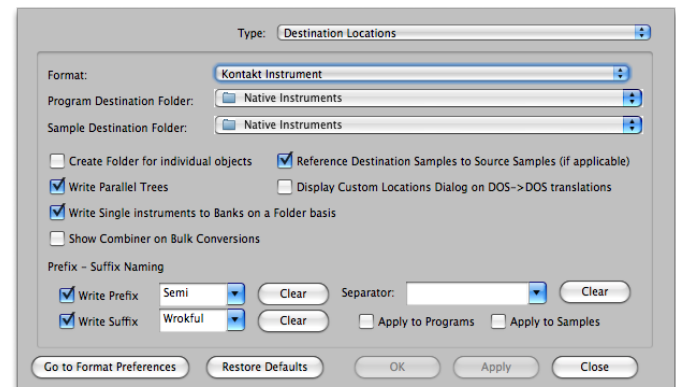 Type: Destination Locations
Format: Kontakt Instrument
Program Destination Folder: Native Instruments
Sample Destination Folder: Native Instruments
Create Folder for individual objects Reference Destination Samples to Source Samples (if applicable)
Write Parallel Trees Display Custom Locations Dialog on DOS->DOS translations
Write Single instruments to Banks on a Folder basis
Show Combiner on Bulk Conversions
Prefix - Suffix Naming
Write Prefix Semi Clear Separator: Clear
Write Suffix Wrokful Clear Apply to Programs Apply to Samples
Go to Format Preferences Restore Defaults OK Apply Close